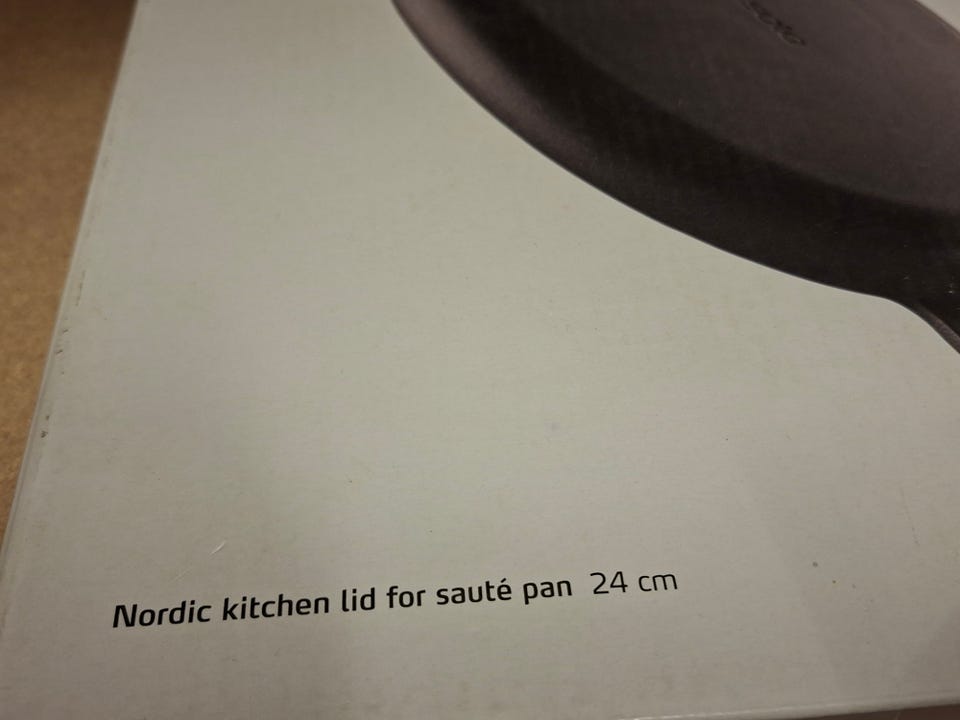 Nordic kitchen lid for sauté pan 24 cm